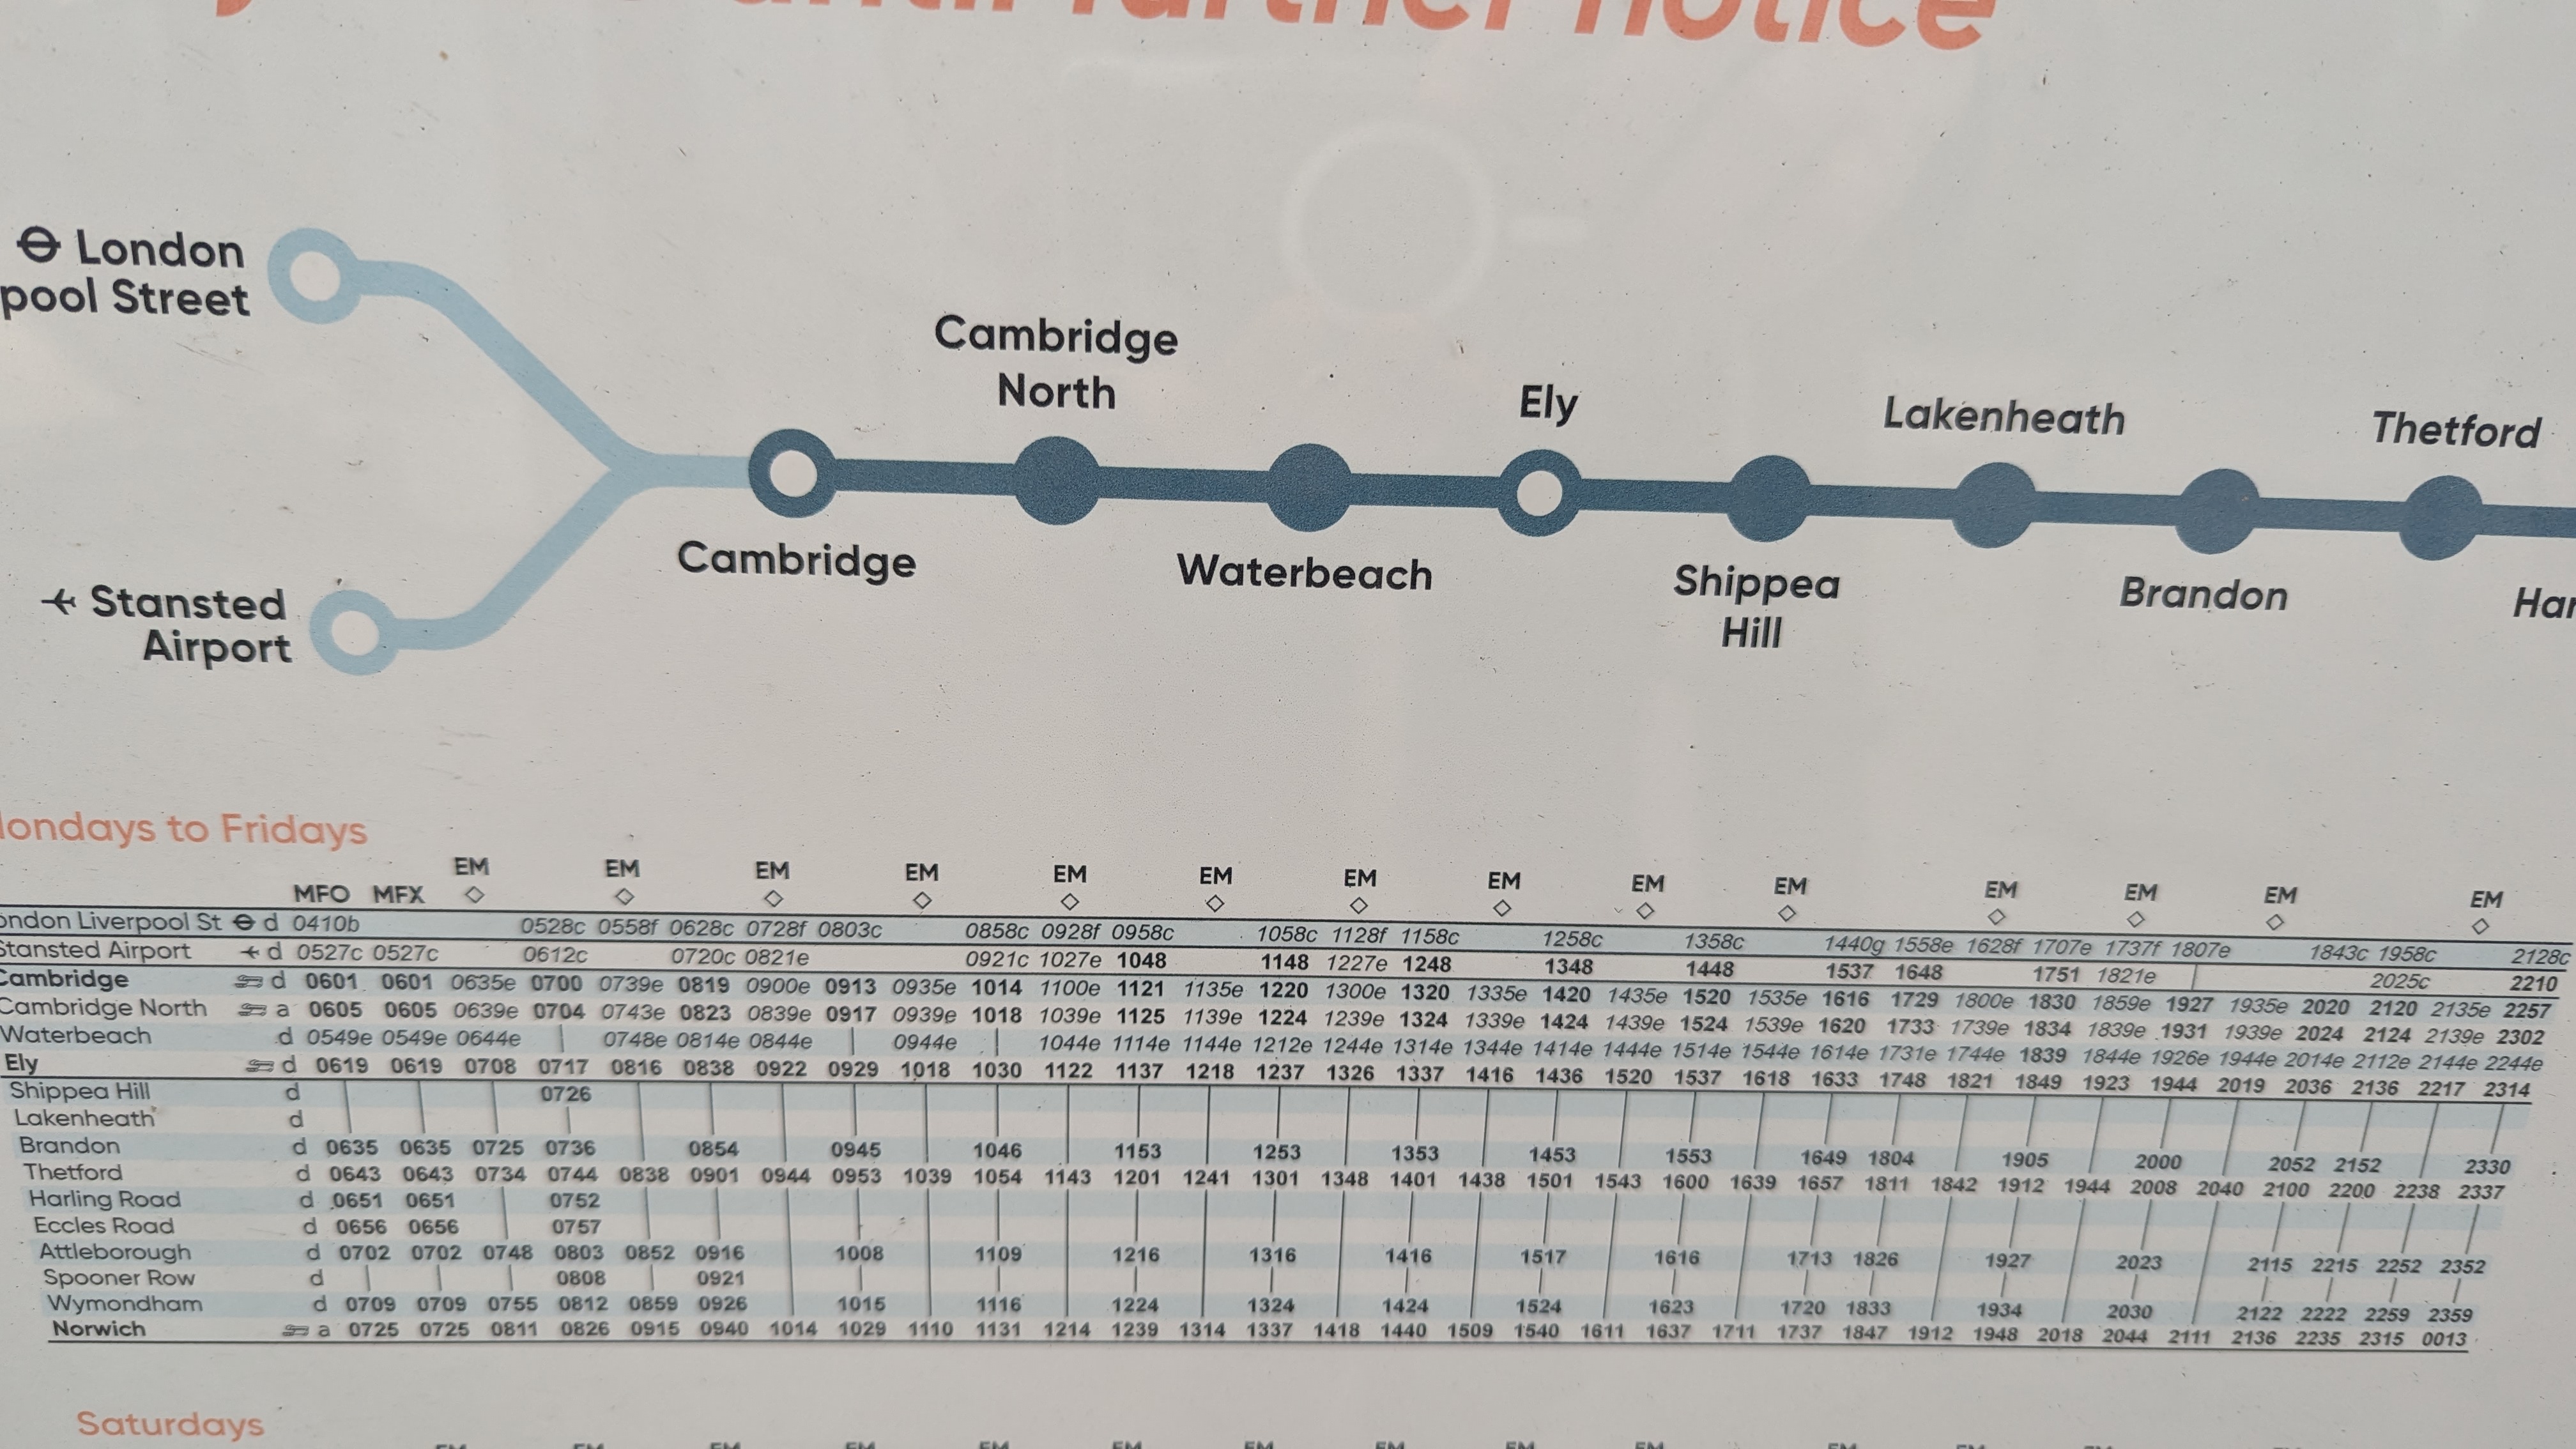 until further notice
London
pool Street
Cambridge
North
Ely
Lakenheath
Thetford
Cambridge
Waterbeach
Shippea
Hill
Brandon
Har
Stansted
Airport
ondays to Fridays
EM EM EM EM EM EM EM EM EM EM EM EM EM EM
MFO MFX
ondon Liverpool St d 0410b 0528c 0558f 0628c 0728f 0803c 0858c 0928f 0958c 1058c 1128f 1158c 1258c 1358c 1440g 1558e 1628f 1707e 1737f 1807e 1843c 1958c 2128c
Stansted Airport d 0527c 0527c 0612c 0720c 0821e 0921c 1027e 1048 1148 1227e 1248 1348 1448 1537 1648 1751 1821e 2025c 2210
Cambridge d 0601 0601 0635e 0700 0739e 0819 0900e 0913 0935e 1014 1100e 1121 1135e 1220 1300e 1320 1335e 1420 1435e 1520 1535e 1616 1729 1800e 1830 1859e 1927 1935e 2020 2120 2135e 2257
Cambridge North a 0605 0605 0639e 0704 0743e 0823 0839e 0917 0939e 1018 1039e 1125 1139e 1224 1239e 1324 1339e 1424 1439e 1524 1539e 1620 1733 1739e 1834 1839e 1931 1939e 2024 2124 2139e 2302
Waterbeach d 0549e 0549e 0644e 0748e 0814e 0844e 0944e 1044e 1114e 1144e 1212e 1244e 1314e 1344e 1414e 1444e 1514e 1544e 1614e 1731e 1744e 1839 1844e 1926e 1944e 2014e 2112e 2144e 2244e
Ely d 0619 0619 0708 0717 0816 0838 0922 0929 1018 1030 1122 1137 1218 1237 1326 1337 1416 1436 1520 1537 1618 1633 1748 1821 1849 1923 1944 2019 2036 2136 2217 2314
Shippea Hill d 0726
Lakenheath d
Brandon d 0635 0635 0725 0736 0854 0945 1046 1153 1253 1353 1453 1553 1649 1804 1905 2000 2052 2152 2330
Thetford d 0643 0643 0734 0744 0838 0901 0944 0953 1039 1054 1143 1201 1241 1301 1348 1401 1438 1501 1543 1600 1639 1657 1811 1842 1912 1944 2008 2040 2100 2200 2238 2337
Harling Road d 0651 0651 0752
Eccles Road d 0656 0656 0757
Attleborough d 0702 0702 0748 0803 0852 0916 1008 1109 1216 1316 1416 1517 1616 1713 1826 1927 2023 2115 2215 2252 2352
Spooner Row d 0808 0921
Wymondham d 0709 0709 0755 0812 0859 0926 1015 1116 1224 1324 1424 1524 1623 1720 1833 1934 2030 2122 2222 2259 2359
Norwich a 0725 0725 0811 0826 0915 0940 1014 1029 1110 1131 1214 1239 1314 1337 1418 1440 1509 1540 1611 1637 1711 1737 1847 1912 1948 2018 2044 2111 2136 2235 2315 0013
Saturdays
EM EM EM EM EM EM EM EM EM EM EM EM EM EM